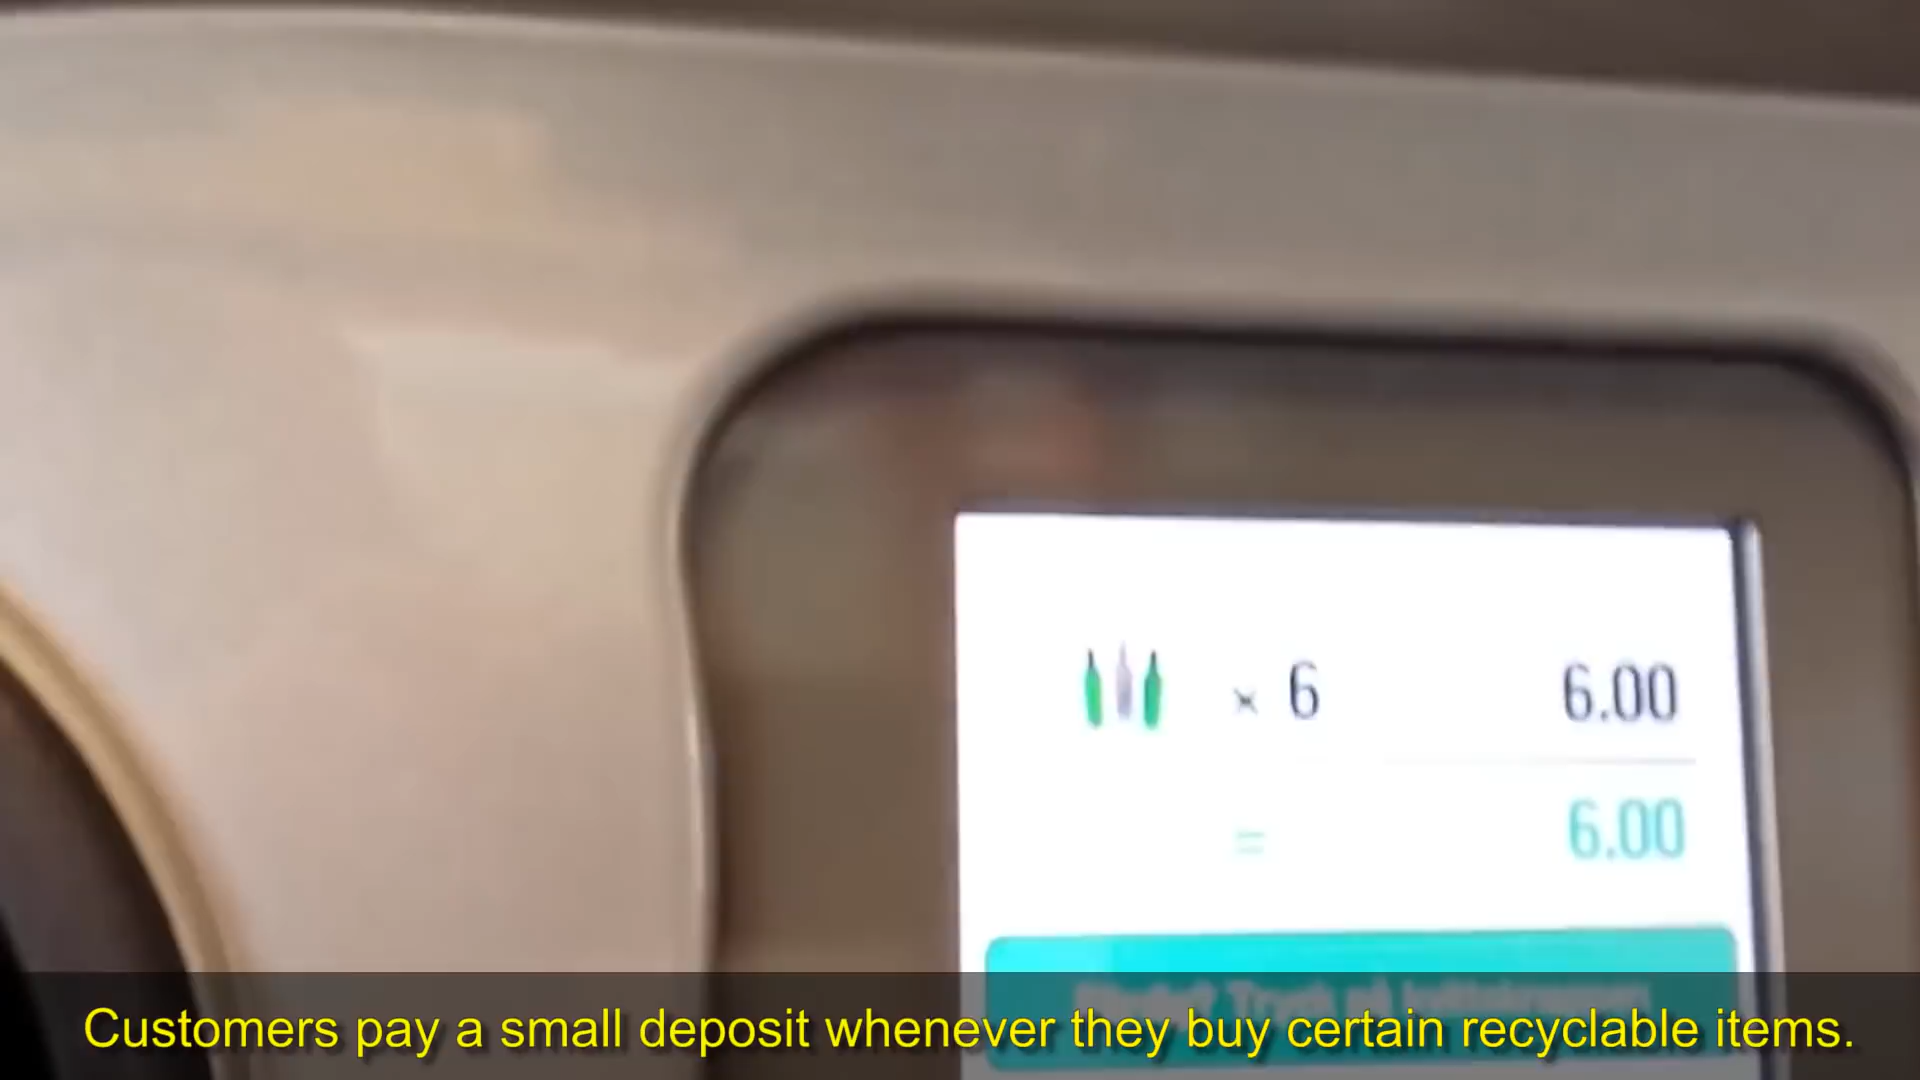 × 6 6.00
= 6.00
Customers pay a small deposit whenever they buy certain recyclable items.